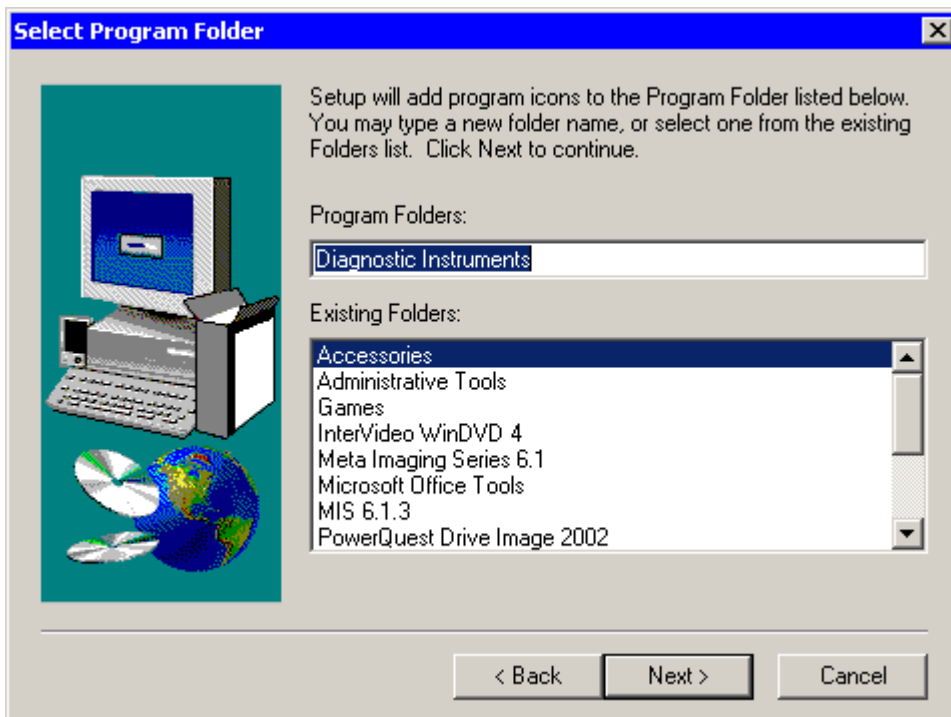 Select Program Folder
Setup will add program icons to the Program Folder listed below.
You may type a new folder name, or select one from the existing
Folders list.  Click Next to continue.
Program Folders:
Diagnostic Instruments
Existing Folders:
Accessories
Administrative Tools
Games
InterVideo WinDVD 4
Meta Imaging Series 6.1
Microsoft Office Tools
MIS 6.1.3
PowerQuest Drive Image 2002
< Back
Next >
Cancel